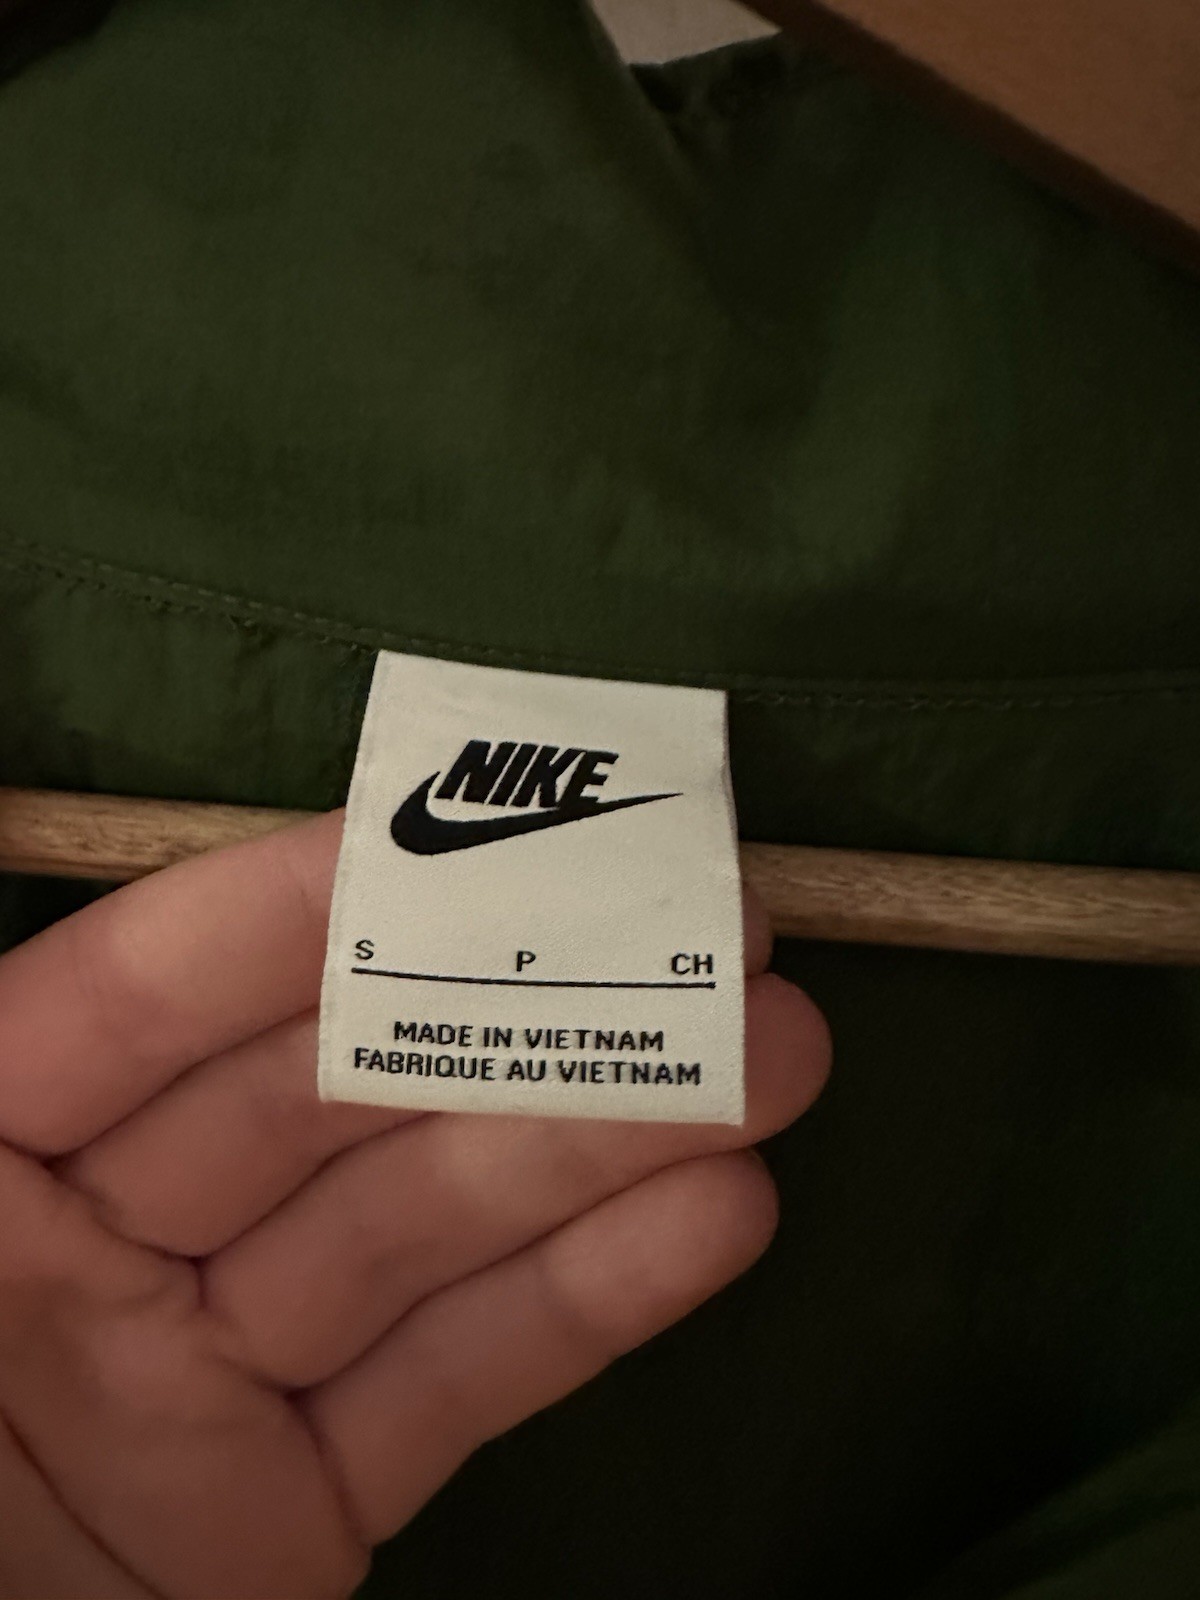 NIKE
S P CH
MADE IN VIETNAM
FABRIQUE AU VIETNAM